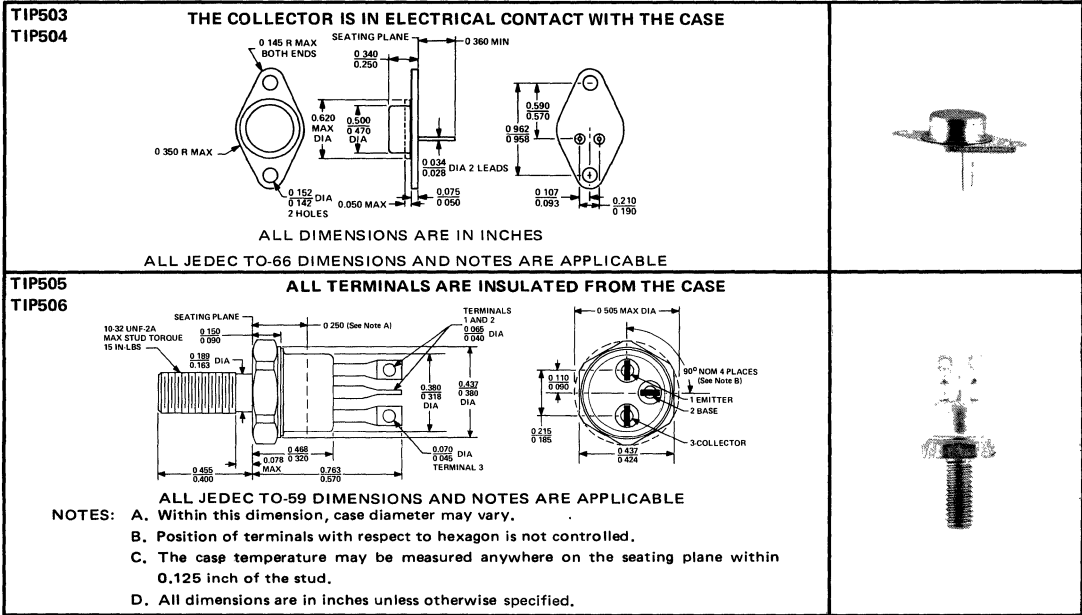 TIP503
TIP504
THE COLLECTOR IS IN ELECTRICAL CONTACT WITH THE CASE
0 145 R MAX
BOTH ENDS
SEATING PLANE
0 360 MIN
0.340
0.250
0.620
MAX
DIA
0.500
0 470
DIA
0 350 R MAX
0 152
0 142
DIA
2 HOLES
0.050 MAX
0.034
0.028
DIA 2 LEADS
0.075
0 050
0.590
0.570
0 962
0 958
0 107
0.093
0.210
0 190
ALL DIMENSIONS ARE IN INCHES
ALL JEDEC TO-66 DIMENSIONS AND NOTES ARE APPLICABLE
TIP505
TIP506
ALL TERMINALS ARE INSULATED FROM THE CASE
SEATING PLANE
10-32 UNF-2A
MAX STUD TORQUE
15 IN-LBS
0.150
0 090
0 250 (See Note A)
TERMINALS
1 AND 2
0 065
0 040
DIA
0 189
0.163
DIA
0.380
0 318
DIA
0.437
0 380
DIA
0.070
0 045
DIA
TERMINAL 3
0 468
0 320
0.078
MAX
0 455
0.400
0.763
0 570
0 505 MAX DIA
90° NOM 4 PLACES
(See Note B)
0 110
0 090
1 EMITTER
2 BASE
3-COLLECTOR
0.215
0 185
0 437
0 424
ALL JEDEC TO-59 DIMENSIONS AND NOTES ARE APPLICABLE
NOTES: A. Within this dimension, case diameter may vary.
B. Position of terminals with respect to hexagon is not controlled.
C. The case temperature may be measured anywhere on the seating plane within
0.125 inch of the stud.
D. All dimensions are in inches unless otherwise specified.